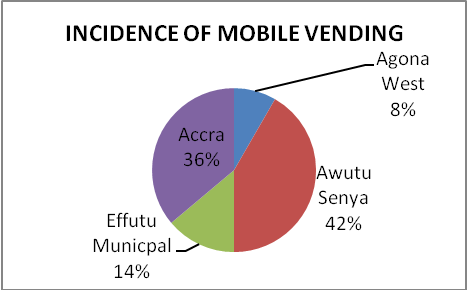 INCIDENCE OF MOBILE VENDING
Agona
West
8%
Accra
36%
Awutu
Senya
42%
Effutu
Municpal
14%